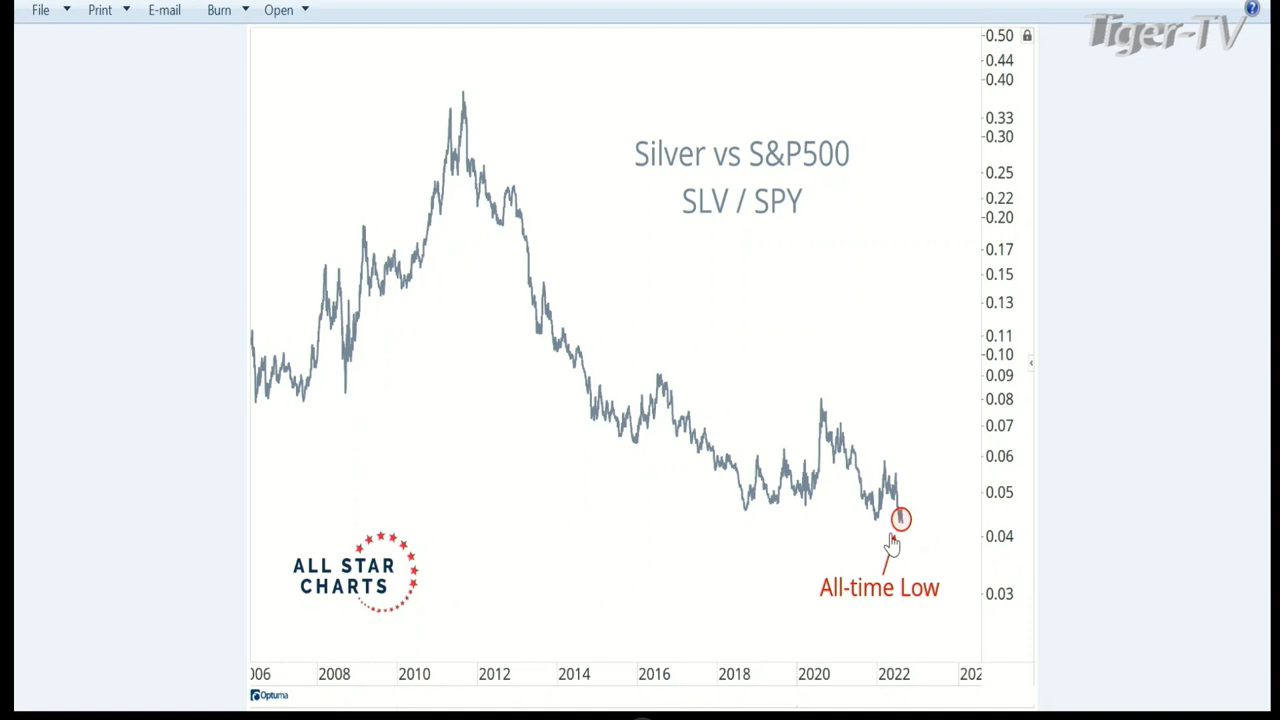 File Print E-mail Burn Open
Tiger-TV
Silver vs S&P500
SLV / SPY
0.50
0.44
0.40
0.33
0.30
0.25
0.22
0.20
0.17
0.15
0.13
0.11
0.10
0.09
0.08
0.07
0.06
0.05
0.04
0.03
ALL STAR
CHARTS
All-time Low
006 2008 2010 2012 2014 2016 2018 2020 2022 202
Optuma